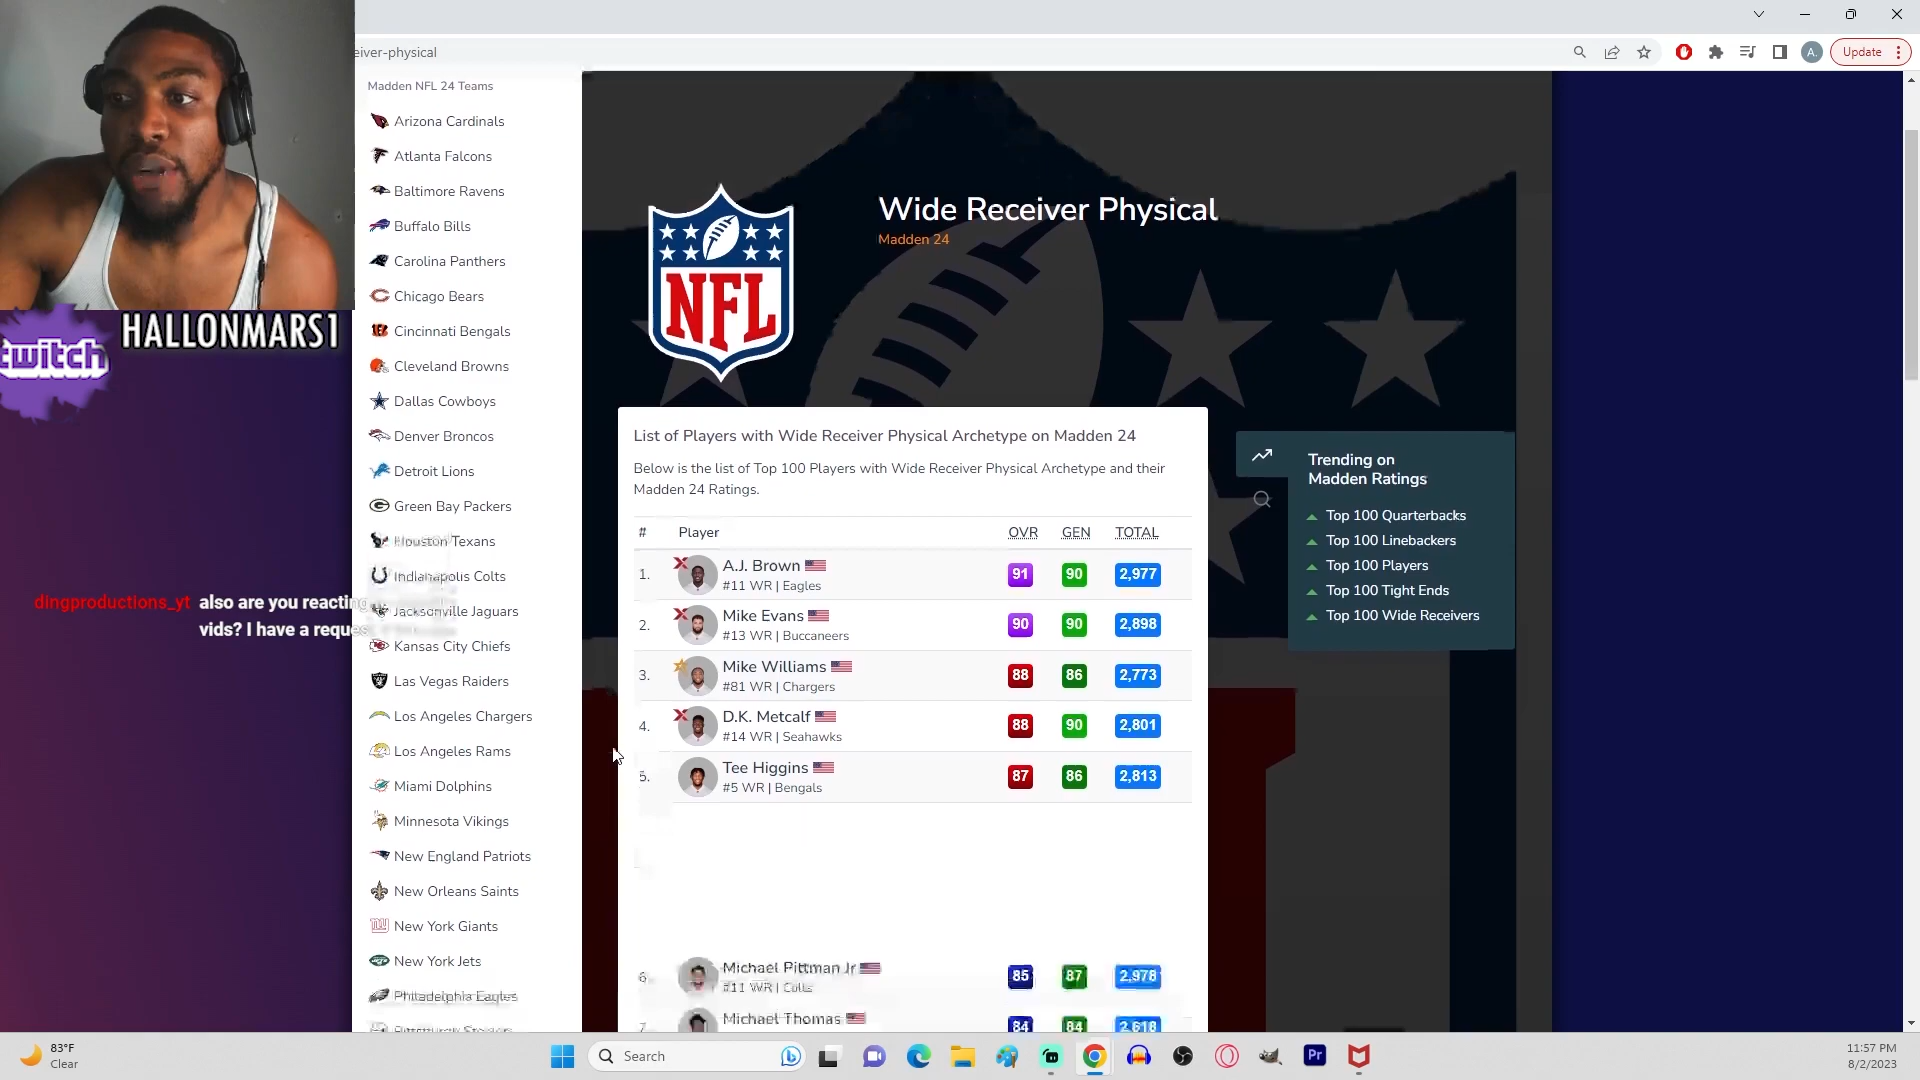 eiver-physical
Update
A.
Madden NFL 24 Teams
Arizona Cardinals
Atlanta Falcons
Baltimore Ravens
Buffalo Bills
Carolina Panthers
Chicago Bears
Cincinnati Bengals
Cleveland Browns
Dallas Cowboys
Denver Broncos
Detroit Lions
Green Bay Packers
Houston Texans
Indianapolis Colts
Jacksonville Jaguars
Kansas City Chiefs
Las Vegas Raiders
Los Angeles Chargers
Los Angeles Rams
Miami Dolphins
Minnesota Vikings
New England Patriots
New Orleans Saints
New York Giants
New York Jets
Philadelphia Eagles
twitch
HALLONMARS1
dingproductions_yt also are you reacting
vids? I have a reques
NFL
Wide Receiver Physical
Madden 24
List of Players with Wide Receiver Physical Archetype on Madden 24
Below is the list of Top 100 Players with Wide Receiver Physical Archetype and their
Madden 24 Ratings.
# Player OVR GEN TOTAL
1. A.J. Brown 91 90 2,977
#11 WR | Eagles
2. Mike Evans 90 90 2,898
#13 WR | Buccaneers
3. Mike Williams 88 86 2,773
#81 WR | Chargers
4. D.K. Metcalf 88 90 2,801
#14 WR | Seahawks
5. Tee Higgins 87 86 2,813
#5 WR | Bengals
6. Michael Pittman Jr 85 87 2,978
#11 WR | Colts
7. Michael Thomas 84 84 2,618
Trending on
Madden Ratings
Top 100 Quarterbacks
Top 100 Linebackers
Top 100 Players
Top 100 Tight Ends
Top 100 Wide Receivers
83°F
Clear
Search
Pr
11:57 PM
8/2/2023